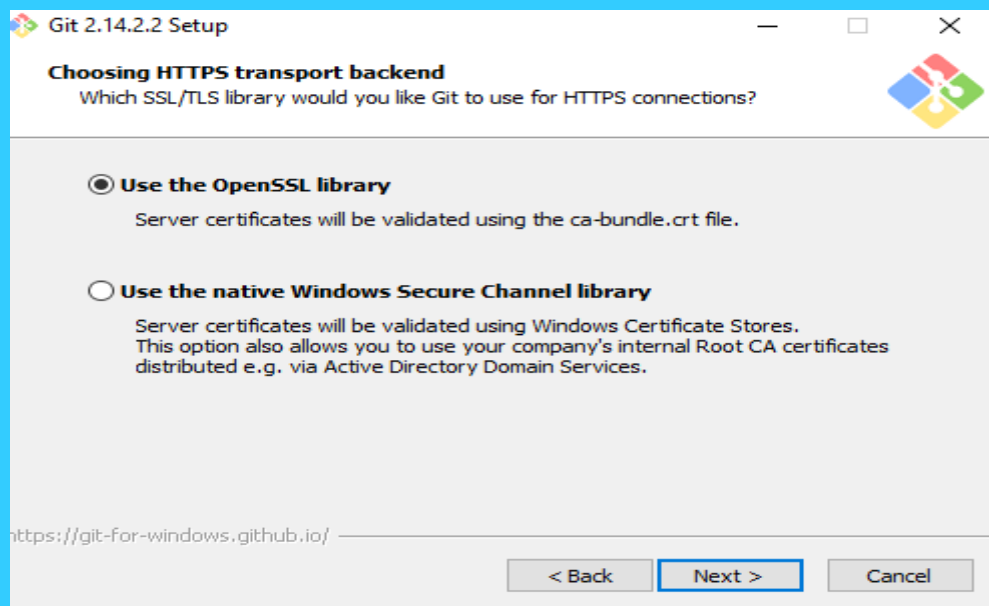 Git 2.14.2.2 Setup
Choosing HTTPS transport backend
Which SSL/TLS library would you like Git to use for HTTPS connections?
Use the OpenSSL library
Server certificates will be validated using the ca-bundle.crt file.
Use the native Windows Secure Channel library
Server certificates will be validated using Windows Certificate Stores.
This option also allows you to use your company's internal Root CA certificates
distributed e.g. via Active Directory Domain Services.
https://git-for-windows.github.io/
< Back Next > Cancel